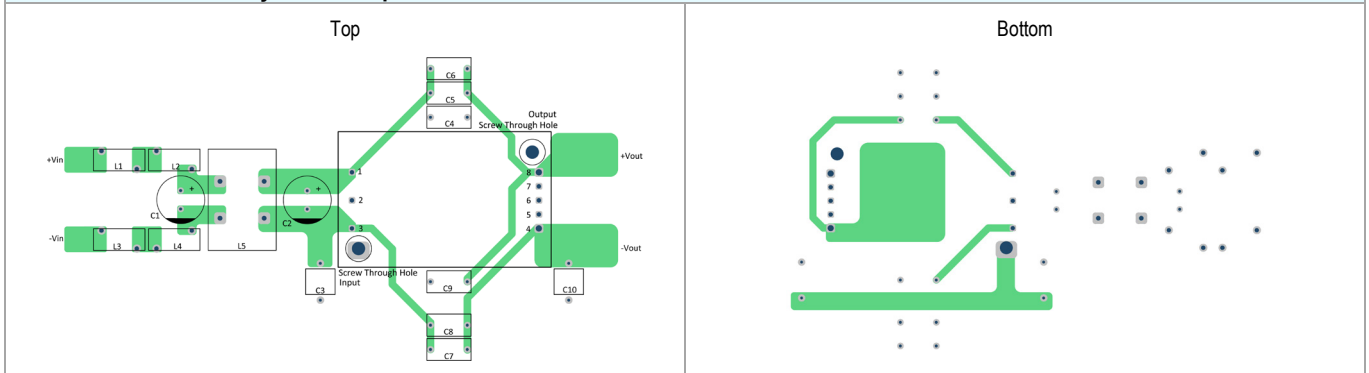 Top
Bottom
C6
C5
C4
Output
Screw Through Hole
+Vin
L1
L2
+Vout
1
8
7
2
6
5
3
4
+
+
C1
C2
-Vin
L3
L4
L5
-Vout
Screw Through Hole
Input
C3
C9
C10
C8
C7